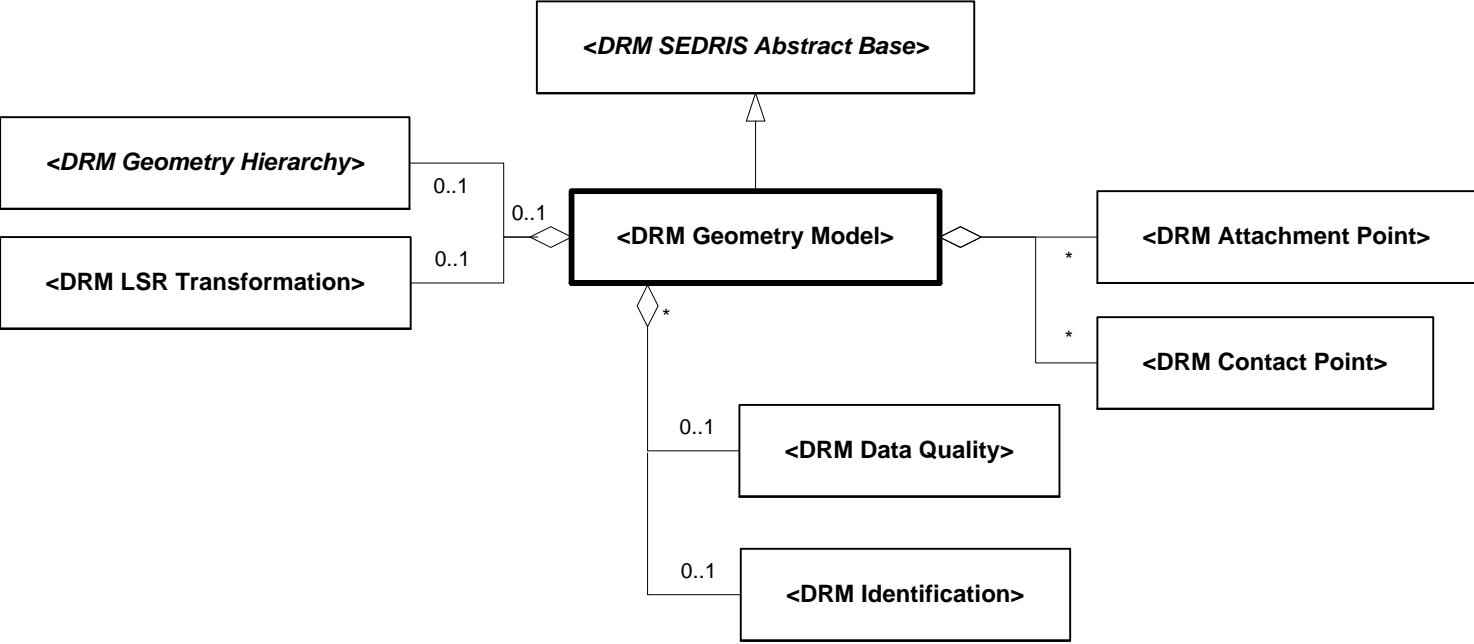 <DRM SEDRIS Abstract Base>
<DRM Geometry Hierarchy>
0..1
0..1
<DRM Geometry Model>
<DRM Attachment Point>
*
<DRM LSR Transformation>
0..1
*
*
<DRM Contact Point>
0..1
<DRM Data Quality>
0..1
<DRM Identification>